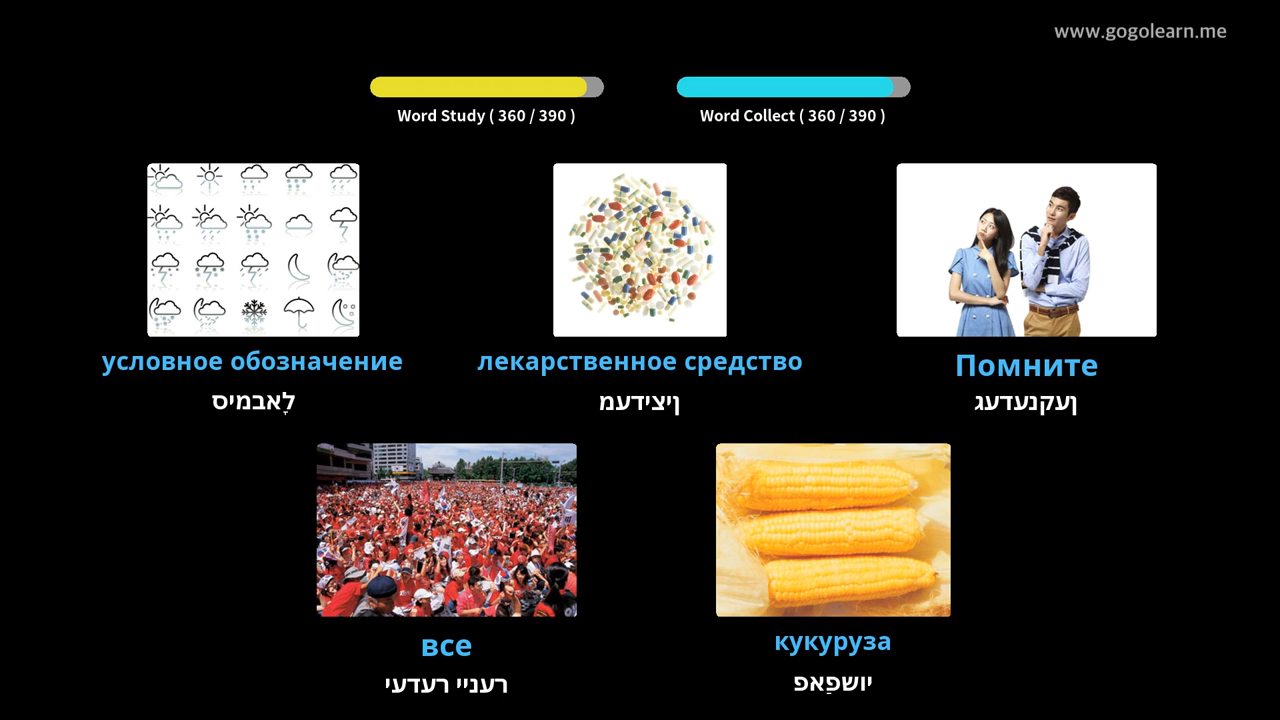 www.gogolearn.me
Word Study ( 360 / 390 )
Word Collect ( 360 / 390 )
условное обозначение
לָאבמיס
лекарственное средство
ןיצידעמ
Помните
ןעקנעדעג
все
רעניי רעדעי
кукуруза
יושפַאפ